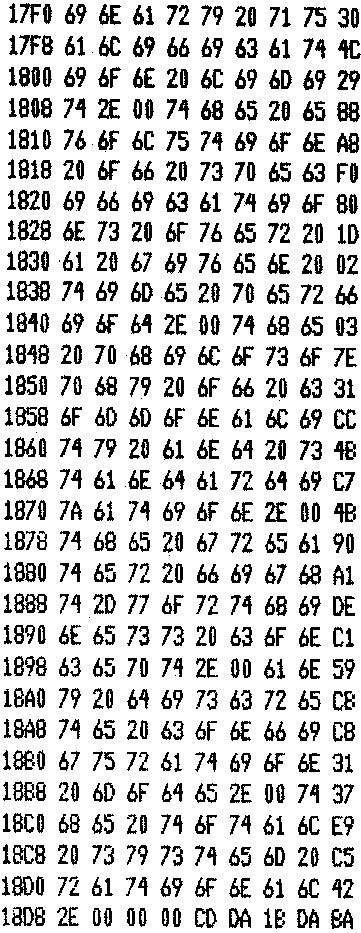 17F0 69 6E 61 72 79 20 71 75 30
17F8 61 6C 69 66 69 63 61 74 4C
1800 69 6F 6E 20 6C 69 6D 69 29
1808 74 2E 00 74 68 65 20 65 88
1810 76 6F 6C 75 74 69 6F 6E A8
1818 20 6F 66 20 73 70 65 63 F0
1820 69 66 69 63 61 74 69 6F 80
1828 6E 73 20 6F 76 65 72 20 1D
1830 61 20 67 69 76 65 6E 20 02
1838 74 69 6D 65 20 70 65 72 66
1840 69 6F 64 2E 00 74 68 65 03
1848 20 70 68 69 6C 6F 73 6F 7E
1850 70 68 79 20 6F 66 20 63 31
1858 6F 6D 6D 6F 6E 61 6C 69 CC
1860 74 79 20 61 6E 64 20 73 4B
1868 74 61 6E 64 61 72 64 69 C7
1870 7A 61 74 69 6F 6E 2E 00 4B
1878 74 68 65 20 67 72 65 61 90
1880 74 65 72 20 66 69 67 68 A1
1888 74 2D 77 6F 72 74 68 69 DE
1890 6E 65 73 73 20 63 6F 6E C1
1898 63 65 70 74 2E 00 61 6E 59
18A0 79 20 64 69 73 63 72 65 CB
18A8 74 65 20 63 6F 6E 66 69 CB
18B0 67 75 72 61 74 69 6F 6E 31
18B8 20 6D 6F 64 65 2E 00 74 37
18C0 68 65 20 74 6F 74 61 6C E9
18C8 20 73 79 73 74 65 6D 20 C5
18D0 72 61 74 69 6F 6E 61 6C 42
18D8 2E 00 00 00 CD DA 1B DA BA